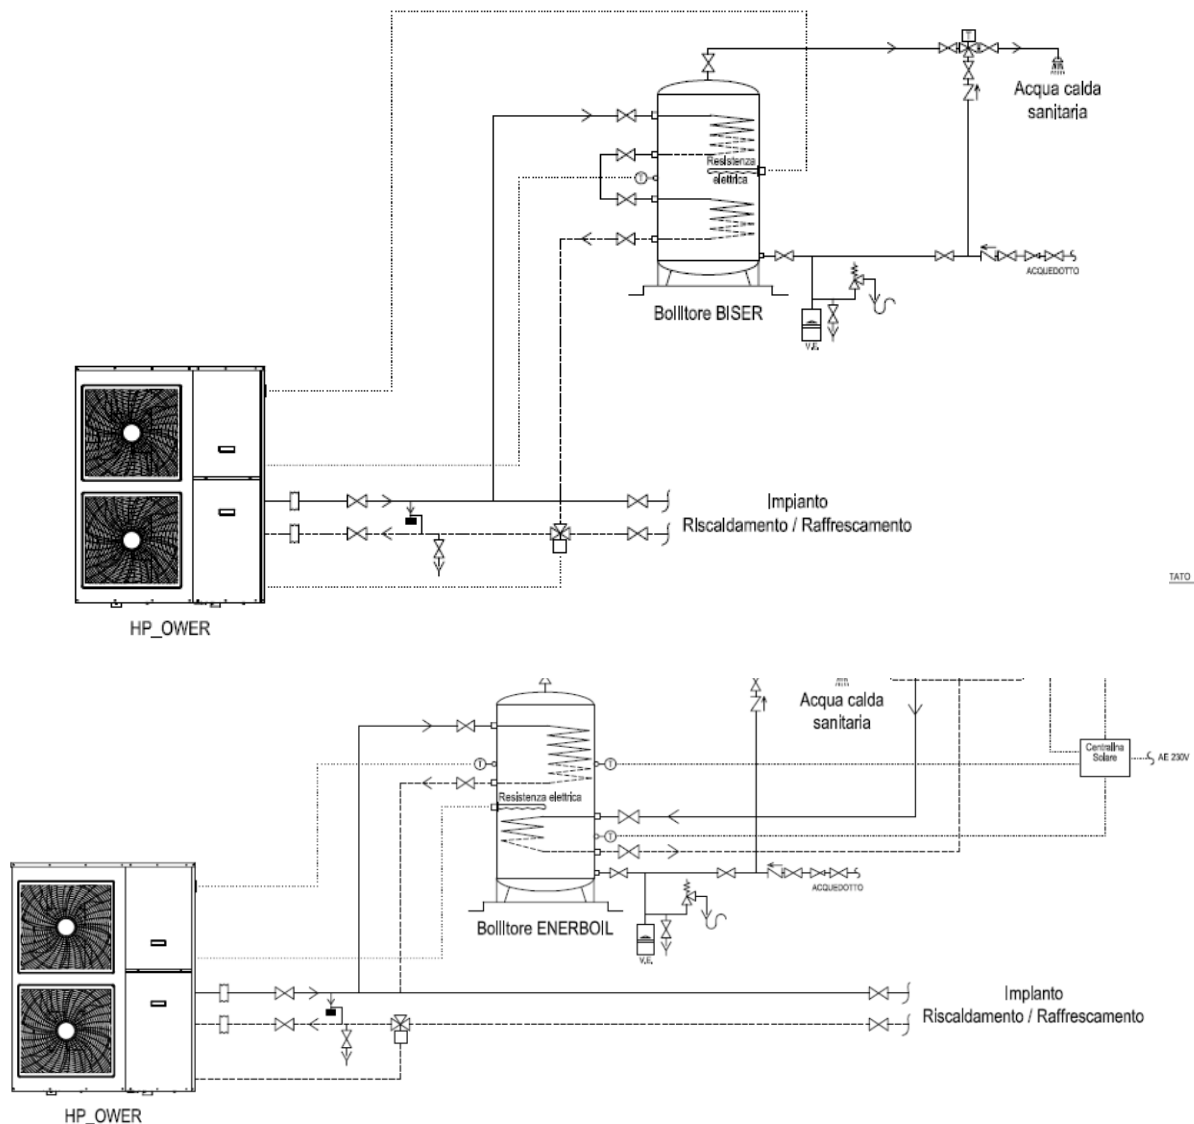 T
Acqua calda
sanitaria
Resistenza
elettrica
T
ACQUEDOTTO
Bollitore BISER
V.E.
Impianto
Riscaldamento / Raffrescamento
TATO
HP_OWER
Acqua calda
sanitaria
Centralina
Solare
AE 230V
T
T
Resistenza elettrica
T
ACQUEDOTTO
Bollitore ENERBOIL
V.E.
Impianto
Riscaldamento / Raffrescamento
HP_OWER